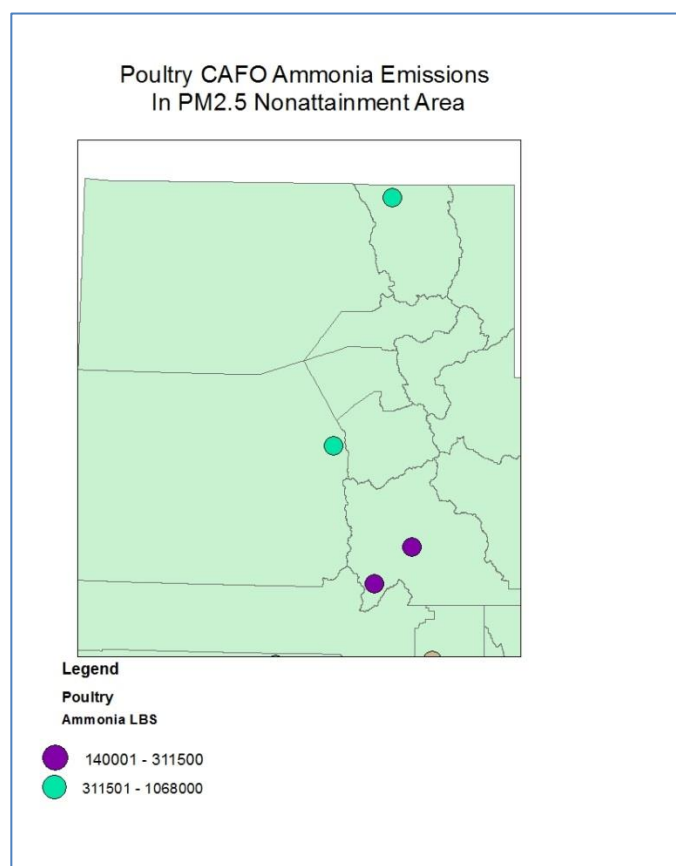 Poultry CAFO Ammonia Emissions
In PM2.5 Nonattainment Area
Legend
Poultry
Ammonia LBS
140001 - 311500
311501 - 1068000